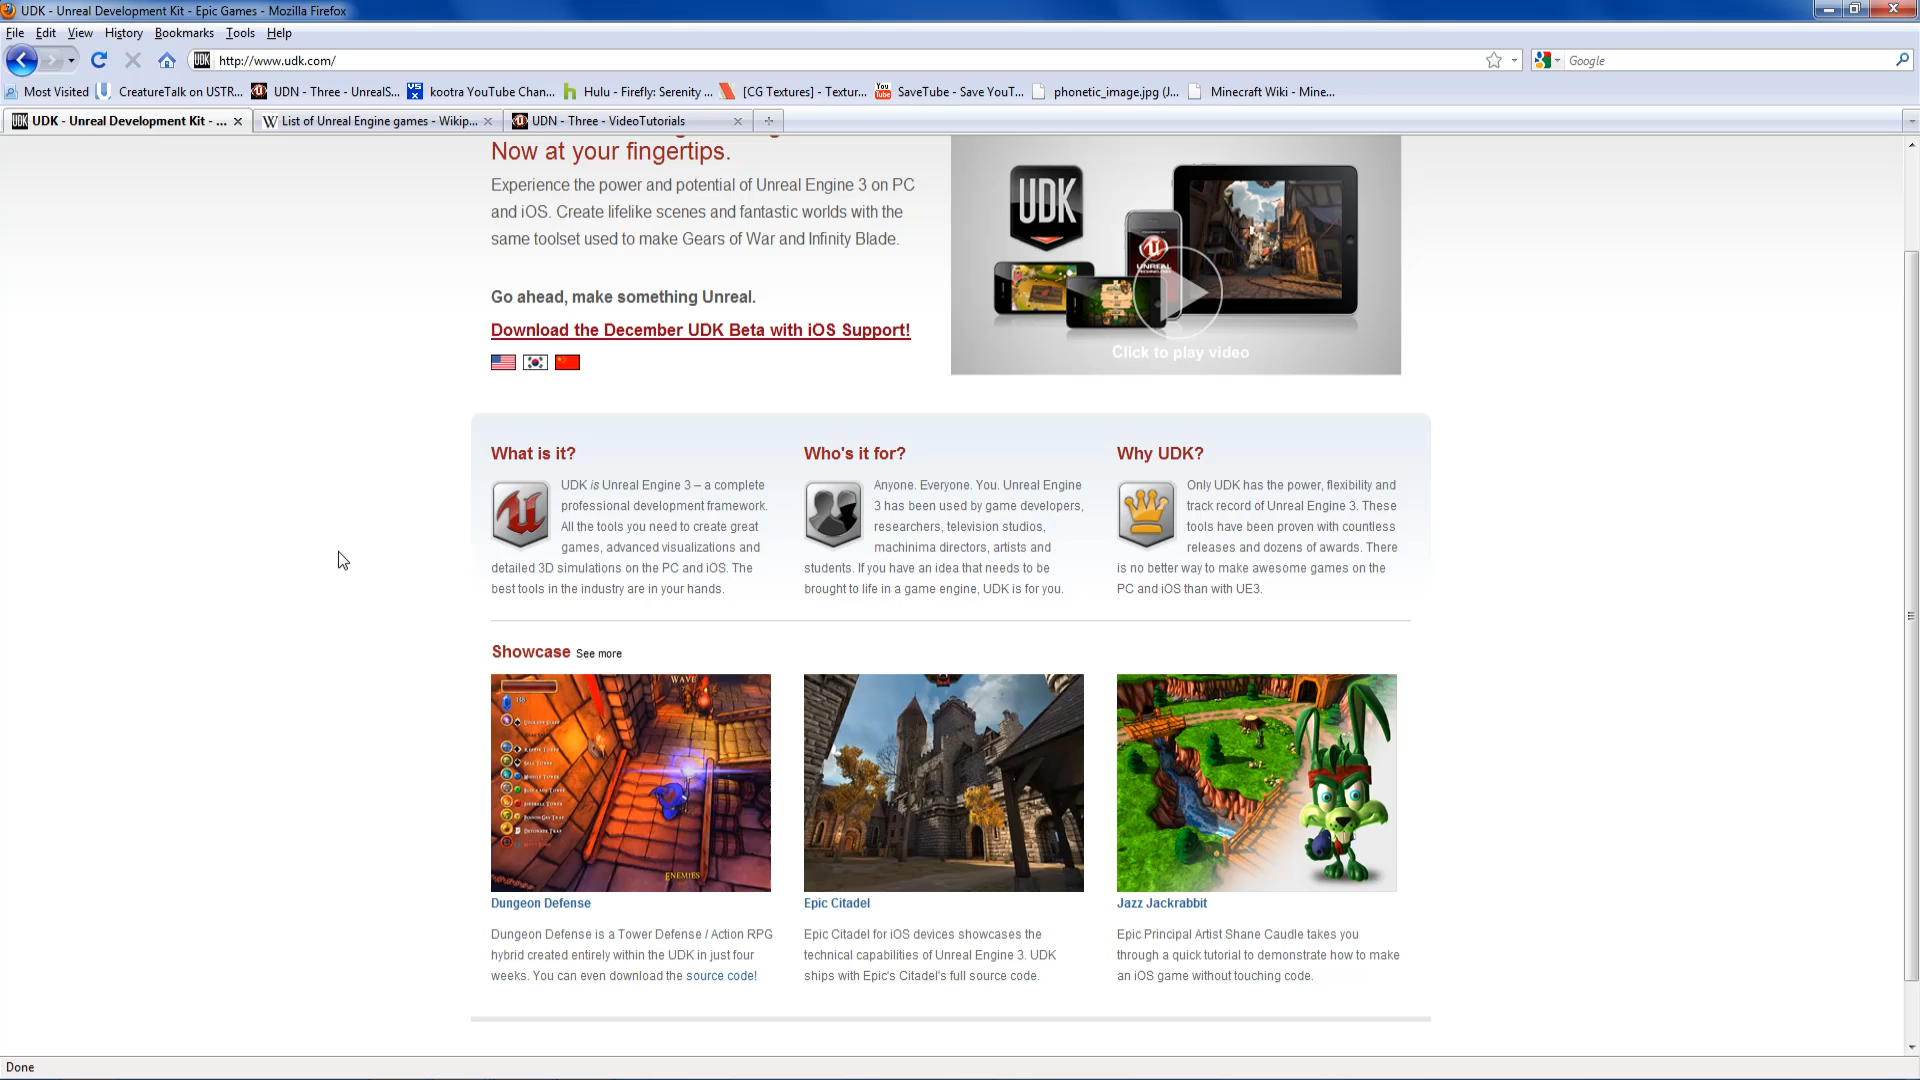 UDK - Unreal Development Kit - Epic Games - Mozilla Firefox
File Edit View History Bookmarks Tools Help
UDK http://www.udk.com/ Google
Most Visited CreatureTalk on USTR... UDN - Three - UnrealS... kootra YouTube Chan... Hulu - Firefly: Serenity ... [CG Textures] - Textur... SaveTube - Save YouT... phonetic_image.jpg (J... Minecraft Wiki - Mine...
UDK - Unreal Development Kit - ... List of Unreal Engine games - Wikip... UDN - Three - VideoTutorials
Now at your fingertips.
Experience the power and potential of Unreal Engine 3 on PC
and iOS. Create lifelike scenes and fantastic worlds with the
same toolset used to make Gears of War and Infinity Blade.
Go ahead, make something Unreal.
Download the December UDK Beta with iOS Support!
UDK
UNREAL
Click to play video
What is it?
UDK is Unreal Engine 3 – a complete
professional development framework.
All the tools you need to create great
games, advanced visualizations and
detailed 3D simulations on the PC and iOS. The
best tools in the industry are in your hands.
Who's it for?
Anyone. Everyone. You. Unreal Engine
3 has been used by game developers,
researchers, television studios,
machinima directors, artists and
students. If you have an idea that needs to be
brought to life in a game engine, UDK is for you.
Why UDK?
Only UDK has the power, flexibility and
track record of Unreal Engine 3. These
tools have been proven with countless
releases and dozens of awards. There
is no better way to make awesome games on the
PC and iOS than with UE3.
Showcase See more
WAVE
ENEMIES
Dungeon Defense
Dungeon Defense is a Tower Defense / Action RPG
hybrid created entirely within the UDK in just four
weeks. You can even download the source code!
Epic Citadel
Epic Citadel for iOS devices showcases the
technical capabilities of Unreal Engine 3. UDK
ships with Epic's Citadel's full source code.
Jazz Jackrabbit
Epic Principal Artist Shane Caudle takes you
through a quick tutorial to demonstrate how to make
an iOS game without touching code.
Done